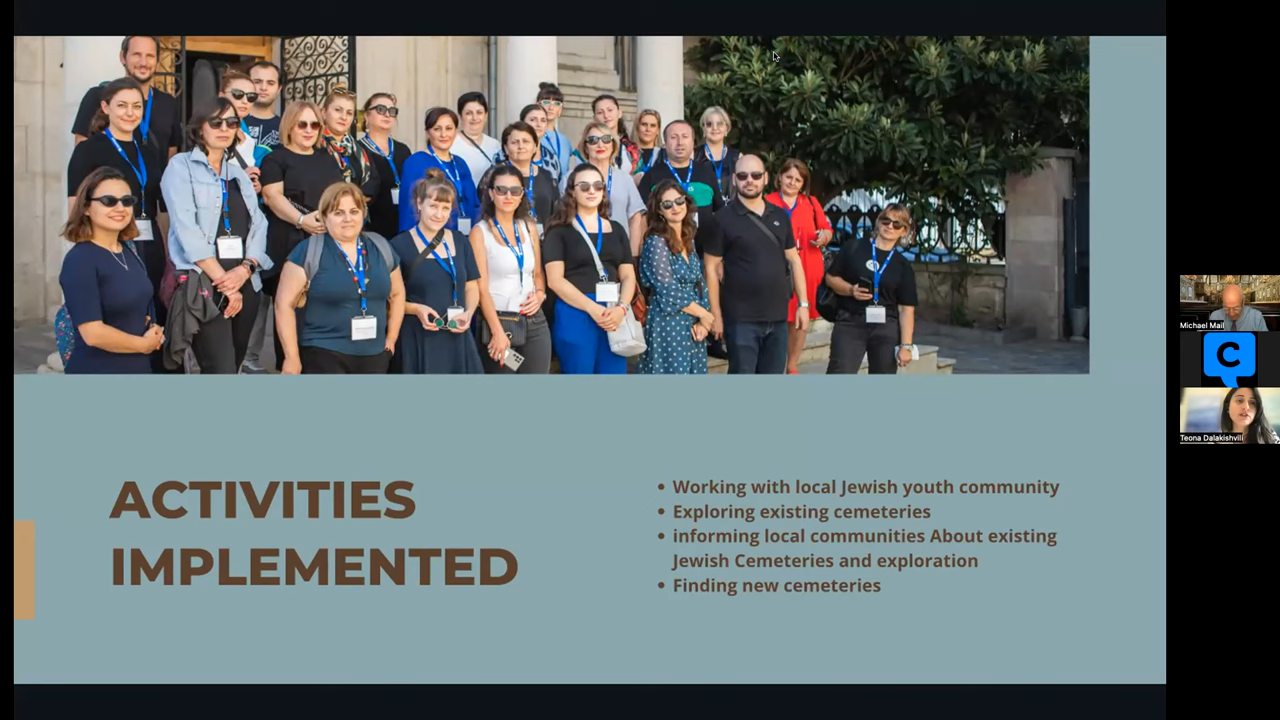 ACTIVITIES
IMPLEMENTED
• Working with local Jewish youth community
• Exploring existing cemeteries
• informing local communities About existing
Jewish Cemeteries and exploration
• Finding new cemeteries
Michael Mail
C
Teona Dalakishvili